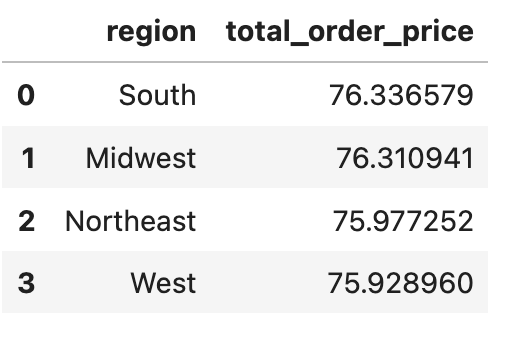 region total_order_price
0 South 76.336579
1 Midwest 76.310941
2 Northeast 75.977252
3 West 75.928960